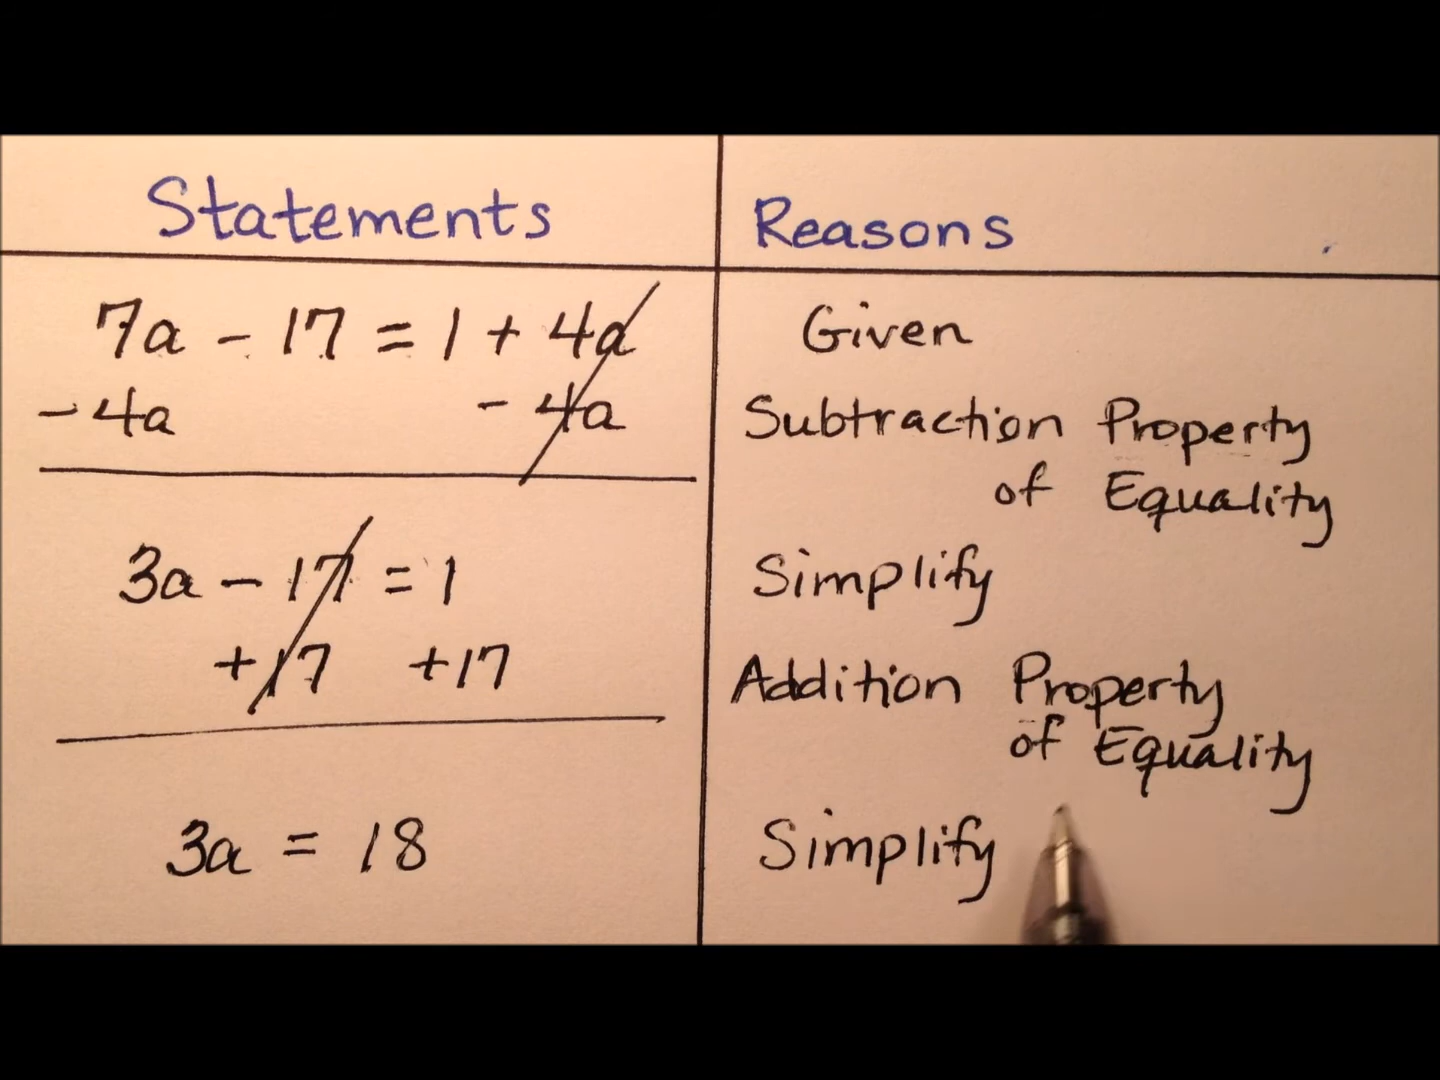 Statements Reasons
7a - 17 = 1 + 4a Given
- 4a - 4a Subtraction Property
of Equality
3a - 17 = 1 Simplify
+17 +17 Addition Property
of Equality
3a = 18 Simplify